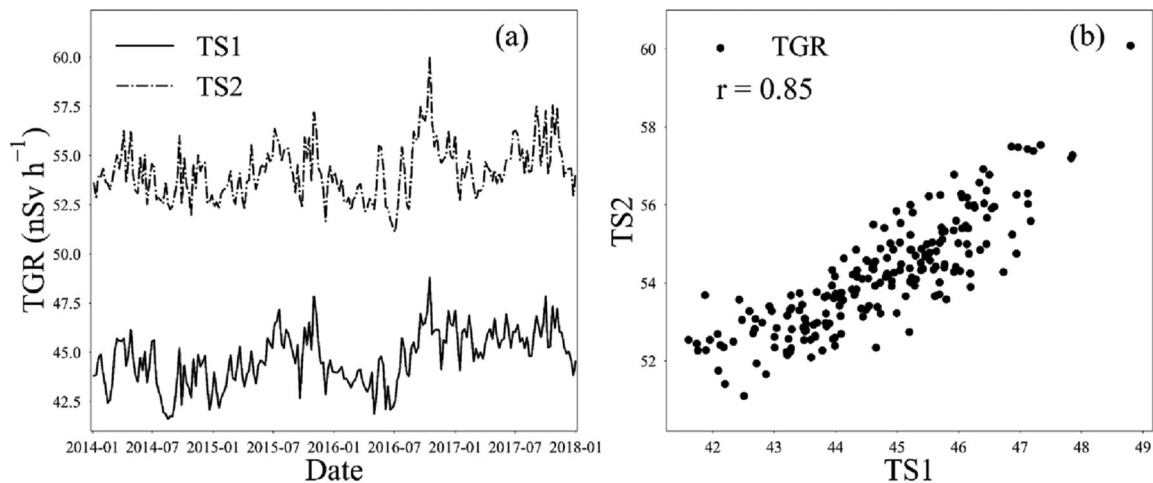 (a)
TS1
TS2
TGR (nSv h⁻¹)
60.0
57.5
55.0
52.5
50.0
47.5
45.0
42.5
2014-01 2014-07 2015-01 2015-07 2016-01 2016-07 2017-01 2017-07 2018-01
Date
(b)
TGR
r = 0.85
TS2
60
58
56
54
52
42 43 44 45 46 47 48 49
TS1